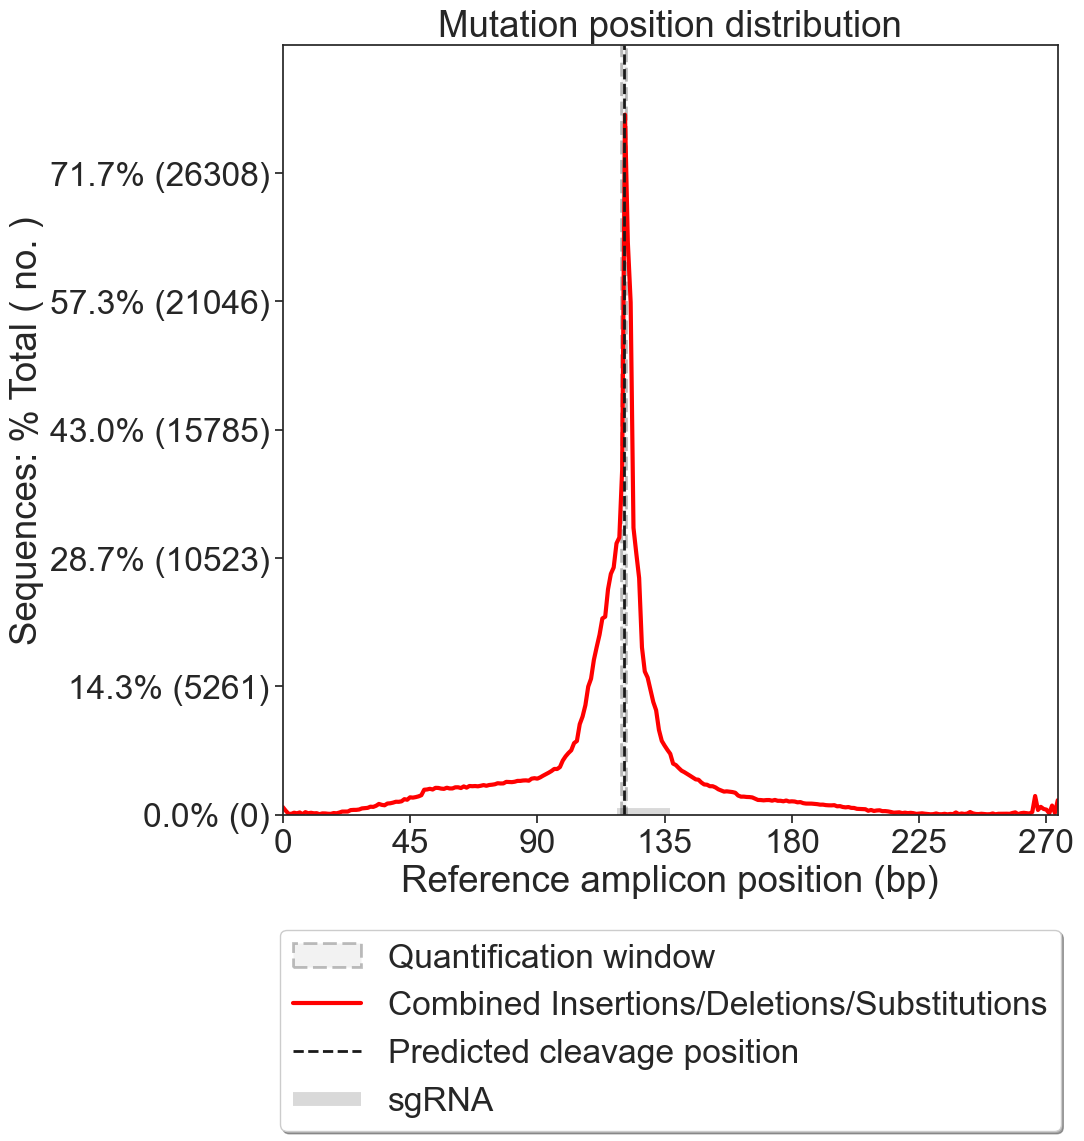 Mutation position distribution
Sequences: % Total ( no. )
71.7% (26308)
57.3% (21046)
43.0% (15785)
28.7% (10523)
14.3% (5261)
0.0% (0)
0 45 90 135 180 225 270
Reference amplicon position (bp)
Quantification window
Combined Insertions/Deletions/Substitutions
Predicted cleavage position
sgRNA